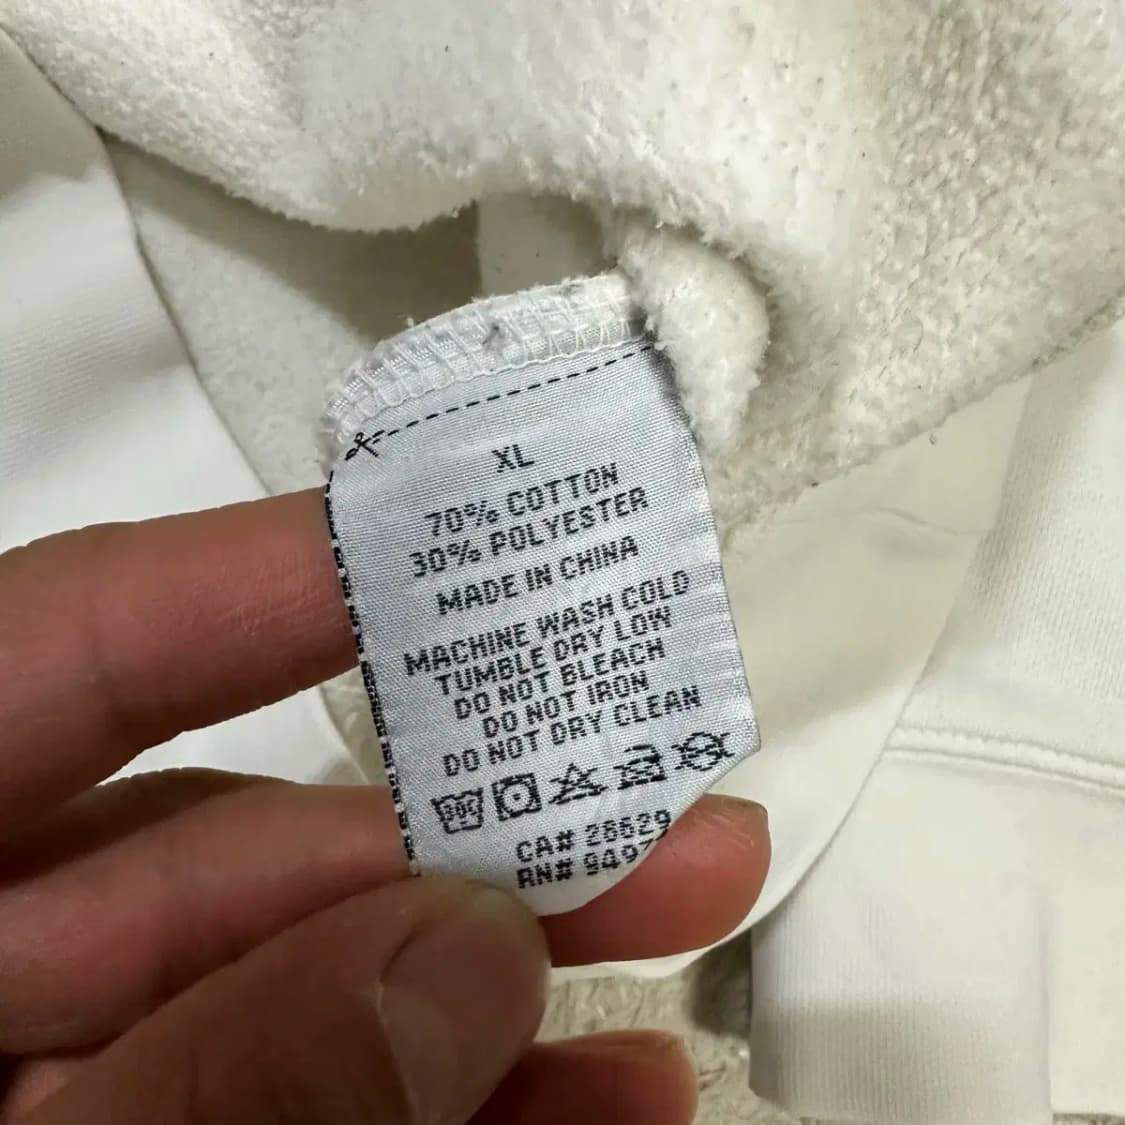 XL
70% COTTON
30% POLYESTER
MADE IN CHINA
MACHINE WASH COLD
TUMBLE DRY LOW
DO NOT BLEACH
DO NOT IRON
DO NOT DRY CLEAN
CA#
RN#